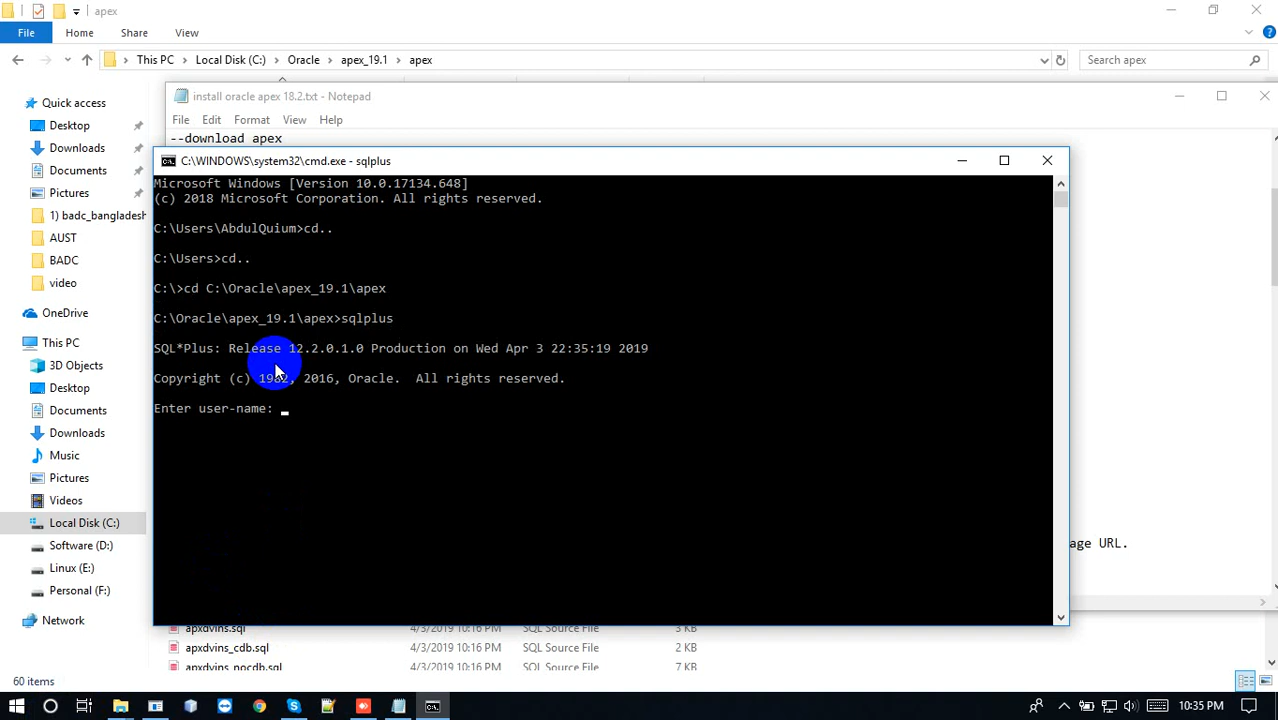 apex
File Home Share View
This PC Local Disk (C:) Oracle apex_19.1 apex
Search apex
Quick access
Desktop
Downloads
Documents
Pictures
1) badc_bangladesh
AUST
BADC
video
OneDrive
This PC
3D Objects
Desktop
Documents
Downloads
Music
Pictures
Videos
Local Disk (C:)
Software (D:)
Linux (E:)
Personal (F:)
Network
install oracle apex 18.2.txt - Notepad
File Edit Format View Help
--download apex
C:\WINDOWS\system32\cmd.exe - sqlplus
Microsoft Windows [Version 10.0.17134.648]
(c) 2018 Microsoft Corporation. All rights reserved.
C:\Users\AbdulQuium>cd..
C:\Users>cd..
C:\>cd C:\Oracle\apex_19.1\apex
C:\Oracle\apex_19.1\apex>sqlplus
SQL*Plus: Release 12.2.0.1.0 Production on Wed Apr 3 22:35:19 2019
Copyright (c) 1982, 2016, Oracle.  All rights reserved.
Enter user-name:
age URL.
apxdvins.sql 4/3/2019 10:16 PM SQL Source File 3 KB
apxdvins_cdb.sql 4/3/2019 10:16 PM SQL Source File 2 KB
apxdvins_nocdb.sql 4/3/2019 10:16 PM SQL Source File 7 KB
60 items
10:35 PM